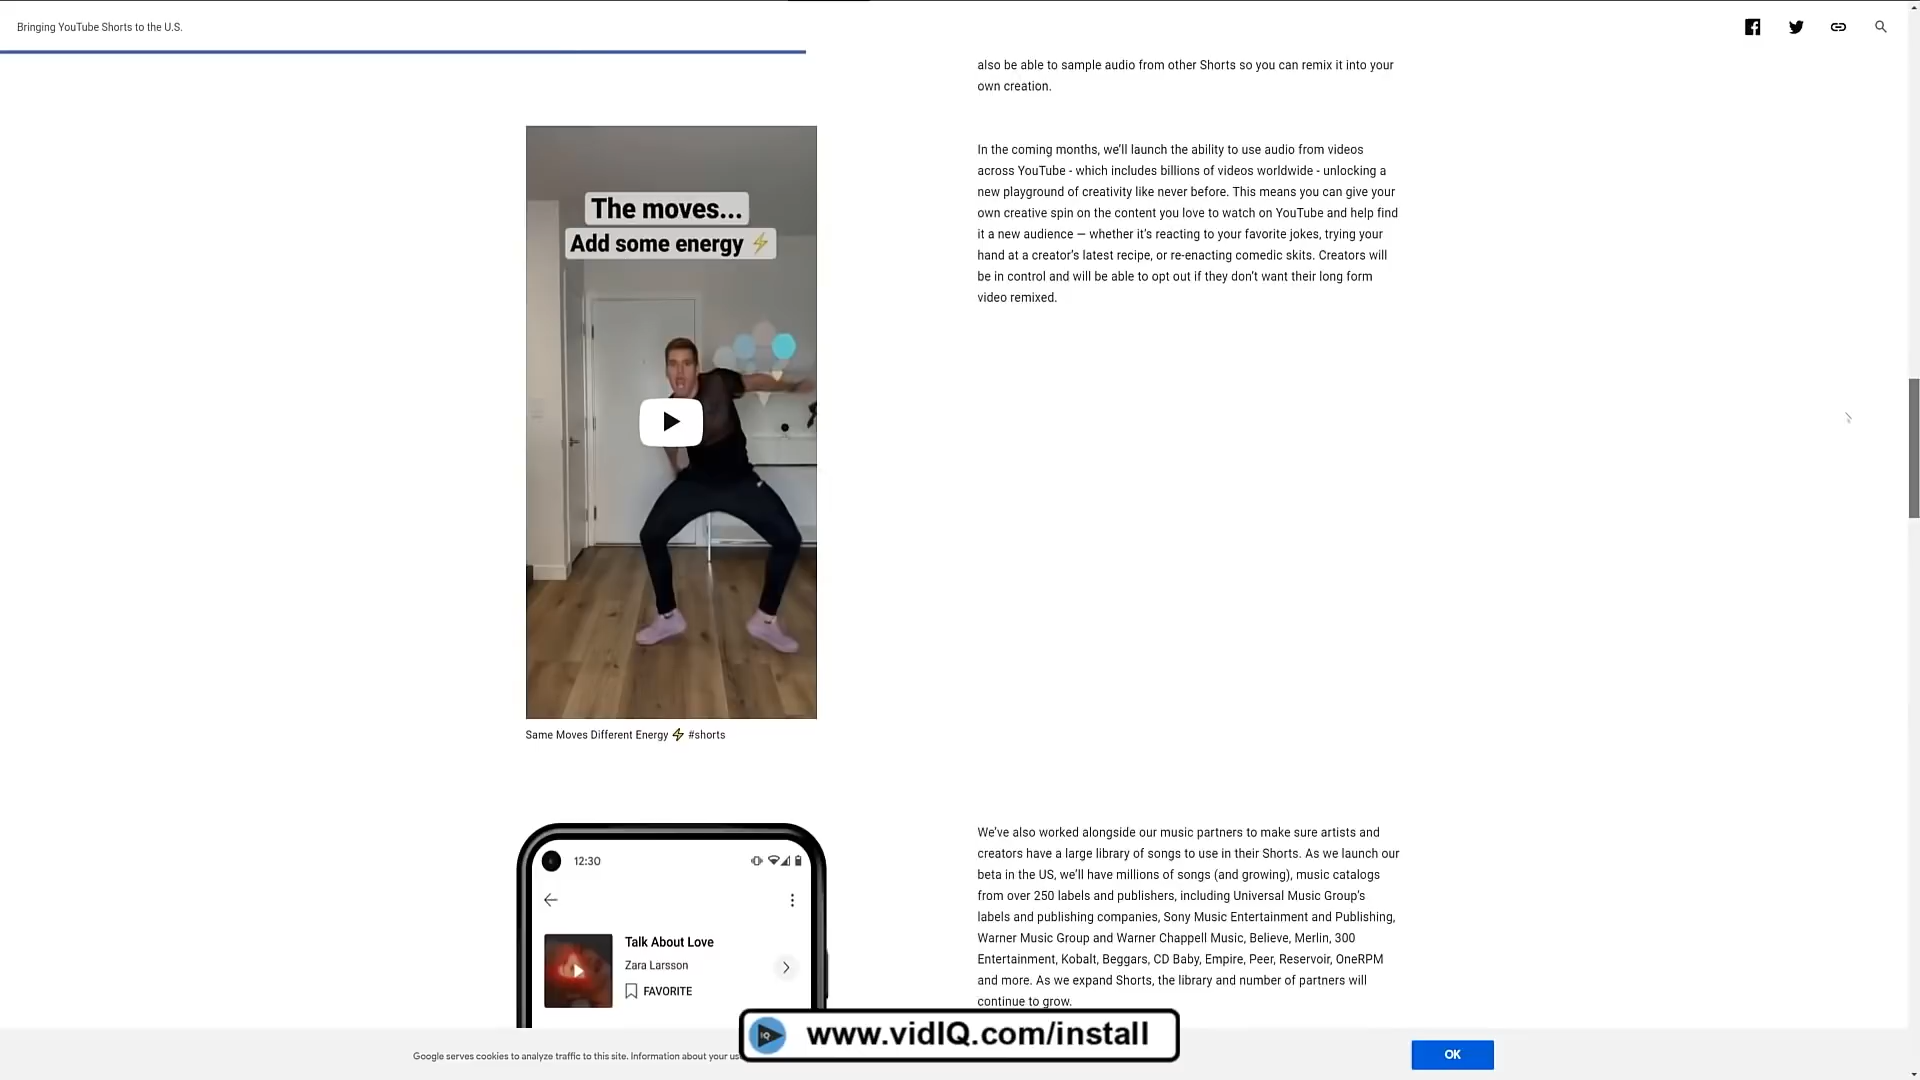 Bringing YouTube Shorts to the U.S.
also be able to sample audio from other Shorts so you can remix it into your
own creation.
The moves...
Add some energy ⚡
In the coming months, we’ll launch the ability to use audio from videos
across YouTube - which includes billions of videos worldwide - unlocking a
new playground of creativity like never before. This means you can give your
own creative spin on the content you love to watch on YouTube and help find
it a new audience — whether it’s reacting to your favorite jokes, trying your
hand at a creator’s latest recipe, or re-enacting comedic skits. Creators will
be in control and will be able to opt out if they don’t want their long form
video remixed.
Same Moves Different Energy ⚡ #shorts
12:30
Talk About Love
Zara Larsson
FAVORITE
We’ve also worked alongside our music partners to make sure artists and
creators have a large library of songs to use in their Shorts. As we launch our
beta in the US, we’ll have millions of songs (and growing), music catalogs
from over 250 labels and publishers, including Universal Music Group’s
labels and publishing companies, Sony Music Entertainment and Publishing,
Warner Music Group and Warner Chappell Music, Believe, Merlin, 300
Entertainment, Kobalt, Beggars, CD Baby, Empire, Peer, Reservoir, OneRPM
and more. As we expand Shorts, the library and number of partners will
continue to grow.
Google serves cookies to analyze traffic to this site. Information about your
IQ
www.vidIQ.com/install
OK